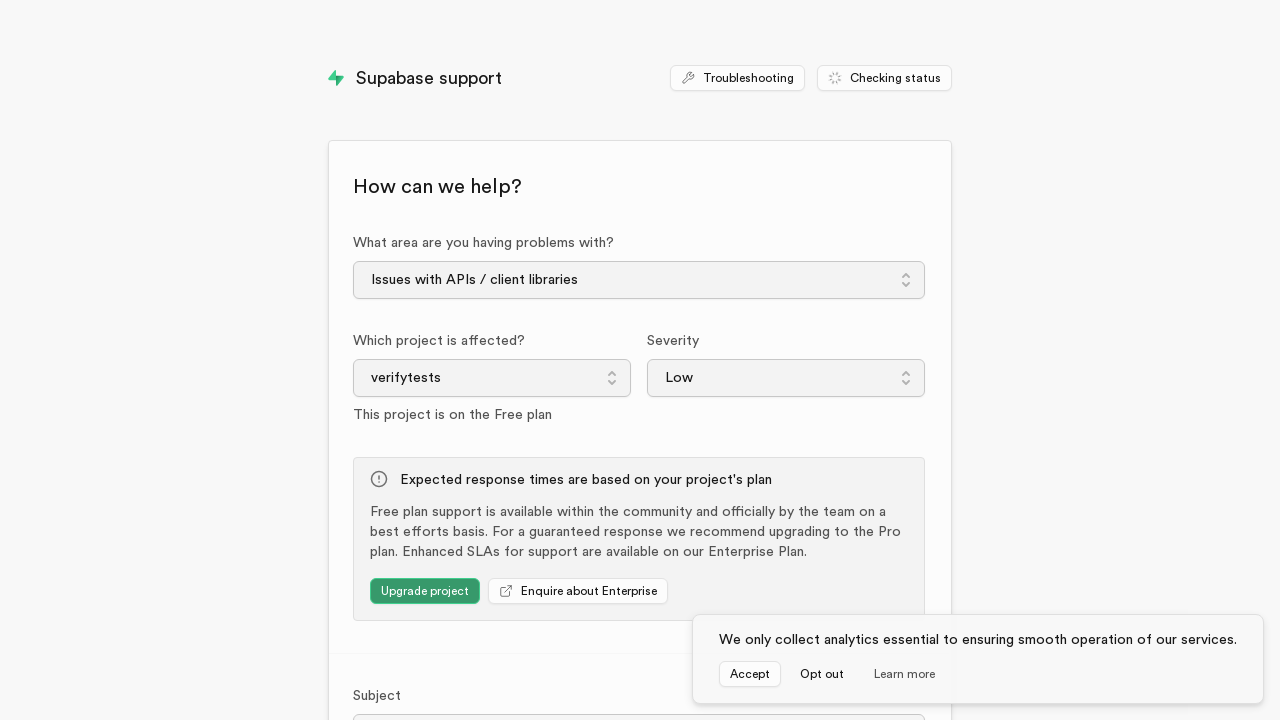 Supabase support
Troubleshooting
Checking status
How can we help?
What area are you having problems with?
Issues with APIs / client libraries
Which project is affected?
Severity
verifytests
Low
This project is on the Free plan
Expected response times are based on your project's plan
Free plan support is available within the community and officially by the team on a
best efforts basis. For a guaranteed response we recommend upgrading to the Pro
plan. Enhanced SLAs for support are available on our Enterprise Plan.
Upgrade project
Enquire about Enterprise
We only collect analytics essential to ensuring smooth operation of our services.
Accept
Opt out
Learn more
Subject